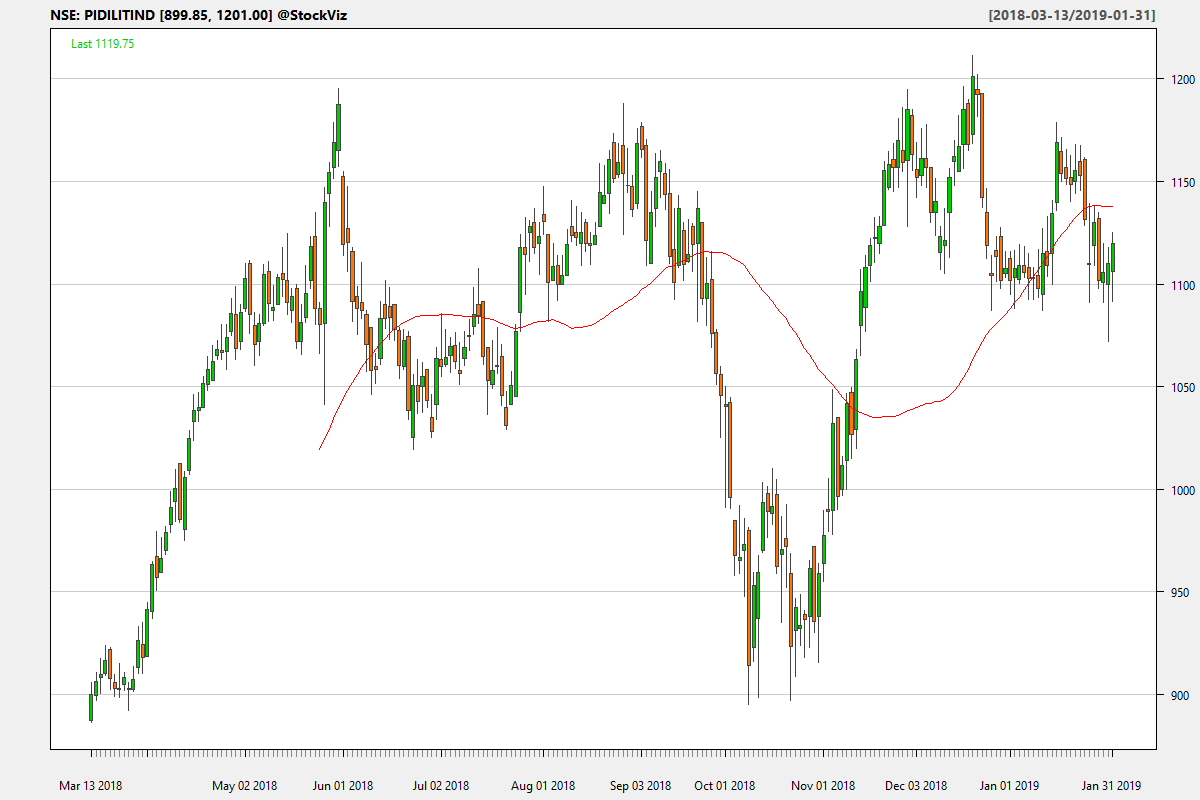 NSE: PIDILITIND [899.85, 1201.00] @StockViz [2018-03-13/2019-01-31]
Last 1119.75
1200
1150
1100
1050
1000
950
900
Mar 13 2018 May 02 2018 Jun 01 2018 Jul 02 2018 Aug 01 2018 Sep 03 2018 Oct 01 2018 Nov 01 2018 Dec 03 2018 Jan 01 2019 Jan 31 2019